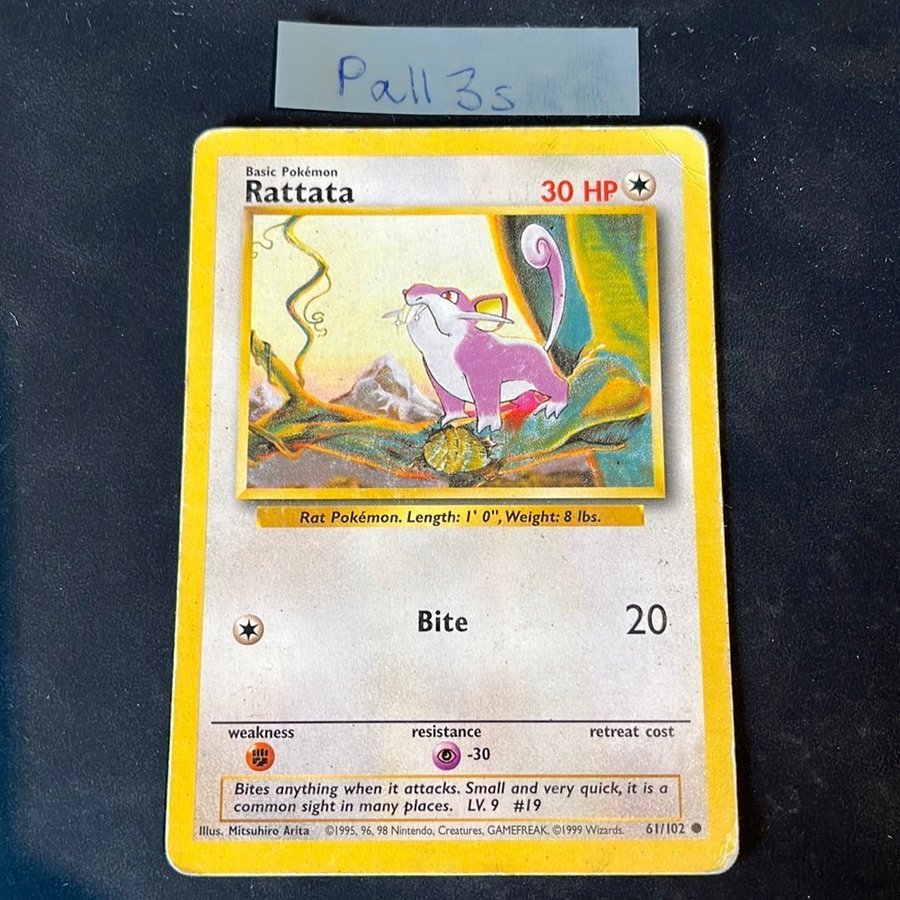 Pall 3s
Basic Pokémon
Rattata 30 HP
Rat Pokémon. Length: 1' 0", Weight: 8 lbs.
Bite 20
weakness resistance retreat cost
-30
Bites anything when it attacks. Small and very quick, it is a
common sight in many places. LV. 9 #19
Illus. Mitsuhiro Arita ©1995, 96, 98 Nintendo, Creatures, GAMEFREAK. ©1999 Wizards. 61/102